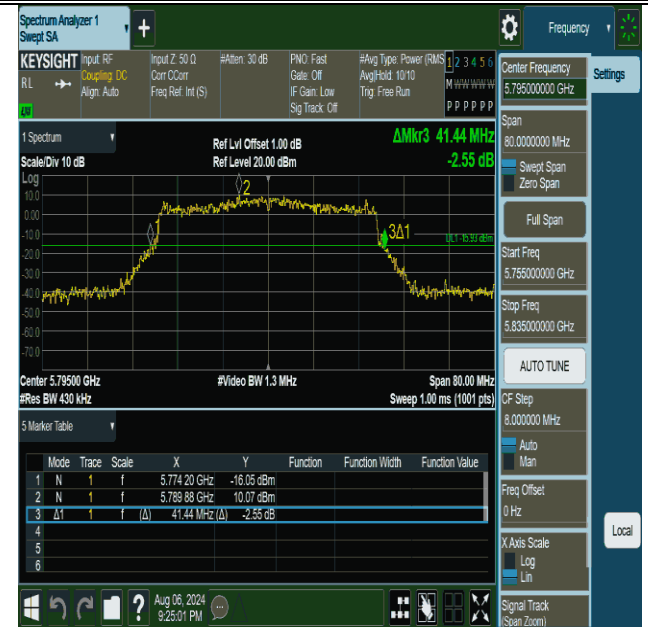 Spectrum Analyzer 1
Swept SA
+
Frequency
KEYSIGHT
RL
Input: RF
Coupling: DC
Align: Auto
Input Z: 50 Ω
Corr CCorr
Freq Ref: Int (S)
#Atten: 30 dB
PNO: Fast
Gate: Off
IF Gain: Low
Sig Track: Off
#Avg Type: Power (RMS
Avg|Hold: 10/10
Trig: Free Run
1 2 3 4 5 6
M W W W W W
P P P P P P
Settings
Center Frequency
5.795000000 GHz
Span
80.0000000 MHz
Swept Span
Zero Span
Full Span
Start Freq
5.755000000 GHz
Stop Freq
5.835000000 GHz
AUTO TUNE
CF Step
8.000000 MHz
Auto
Man
Freq Offset
0 Hz
X Axis Scale
Log
Lin
Signal Track
(Span Zoom)
Local
1 Spectrum
Scale/Div 10 dB
Ref Lvl Offset 1.00 dB
Ref Level 20.00 dBm
ΔMkr3 41.44 MHz
-2.55 dB
Log
10.0
0.00
-10.0
-20.0
-30.0
-40.0
-50.0
-60.0
-70.0
1
2
3Δ1
DL1 -15.93 dBm
Center 5.79500 GHz
#Video BW 1.3 MHz
Span 80.00 MHz
#Res BW 430 kHz
Sweep 1.00 ms (1001 pts)
5 Marker Table
Mode Trace Scale X Y Function Function Width Function Value
1 N 1 f 5.774 20 GHz -16.05 dBm
2 N 1 f 5.789 88 GHz 10.07 dBm
3 Δ1 1 f (Δ) 41.44 MHz (Δ) -2.55 dB
4
5
6
?
Aug 06, 2024
9:25:01 PM